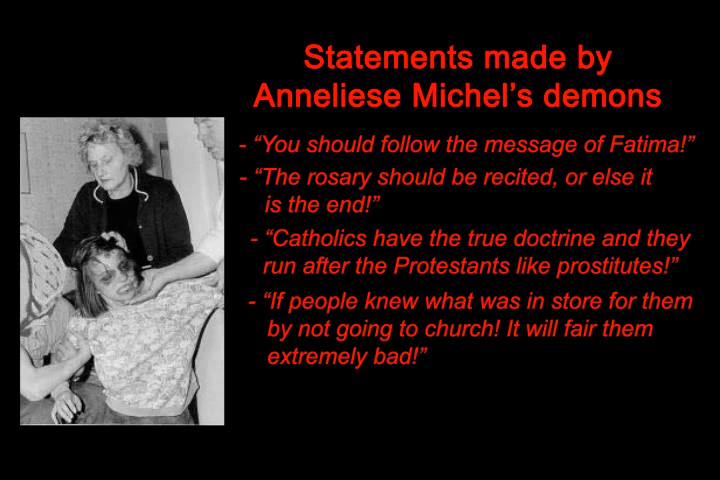 Statements made by
Anneliese Michel’s demons
- “You should follow the message of Fatima!”
- “The rosary should be recited, or else it
is the end!”
- “Catholics have the true doctrine and they
run after the Protestants like prostitutes!”
- “If people knew what was in store for them
by not going to church! It will fair them
extremely bad!”